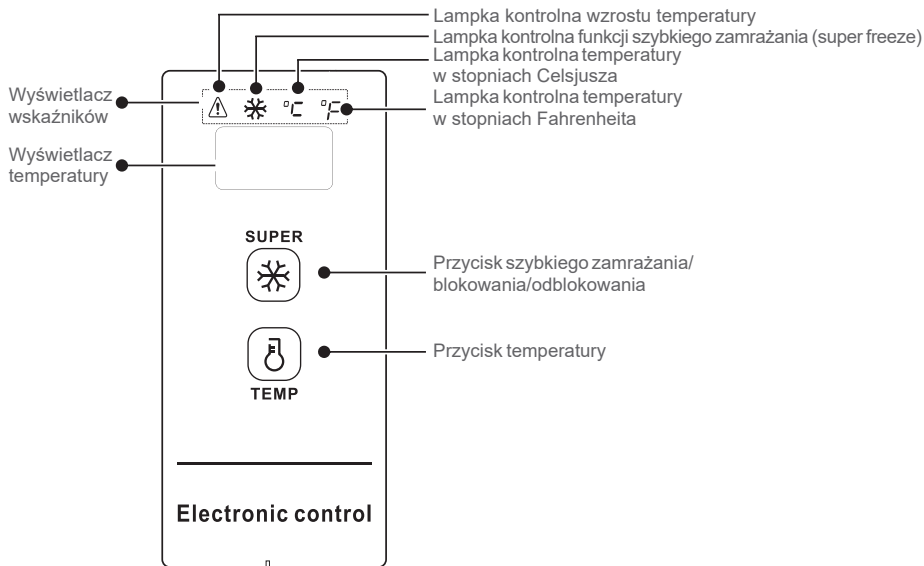 Lampka kontrolna wzrostu temperatury
Lampka kontrolna funkcji szybkiego zamrażania (super freeze)
Lampka kontrolna temperatury
w stopniach Celsjusza
Lampka kontrolna temperatury
w stopniach Fahrenheita
Wyświetlacz
wskaźników
°C °F
Wyświetlacz
temperatury
SUPER
Przycisk szybkiego zamrażania/
blokowania/odblokowania
Przycisk temperatury
TEMP
Electronic control